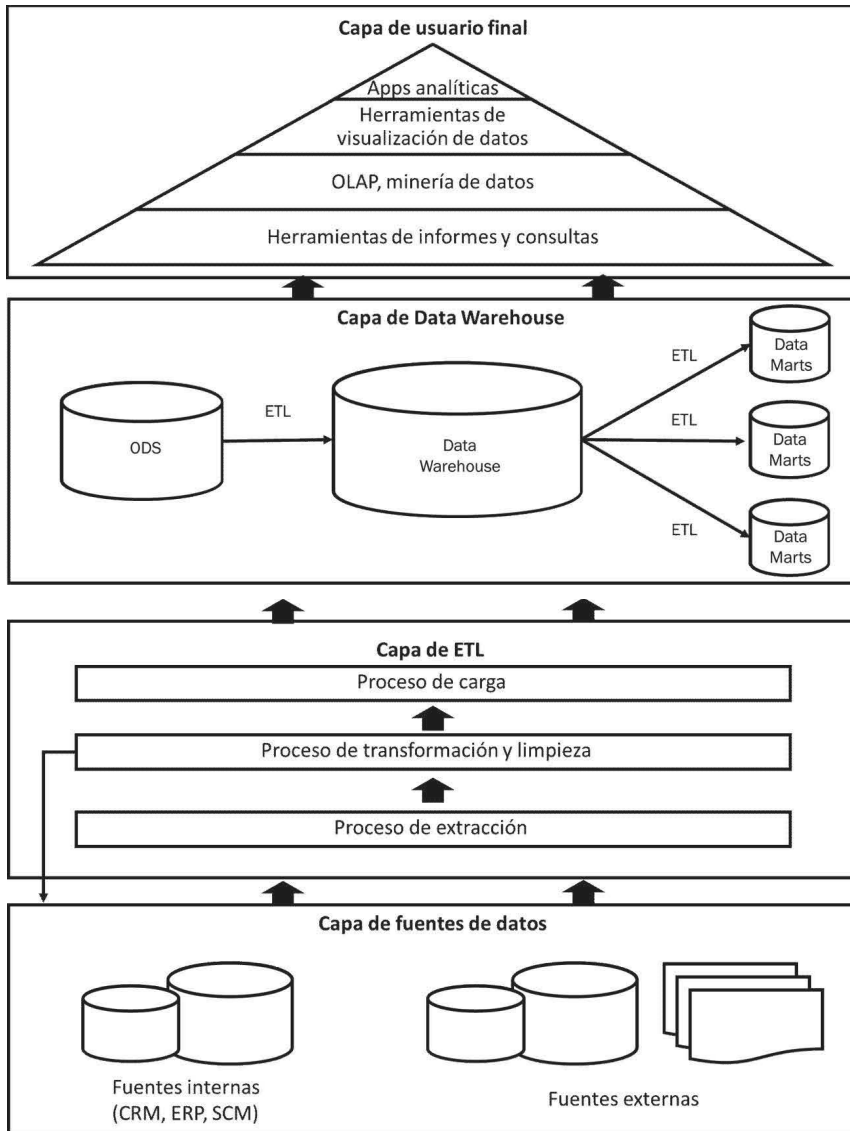 Capa de usuario final
Apps analíticas
Herramientas de
visualización de datos
OLAP, minería de datos
Herramientas de informes y consultas
Capa de Data Warehouse
ODS
ETL
Data
Warehouse
ETL
Data
Marts
ETL
Data
Marts
ETL
Data
Marts
Capa de ETL
Proceso de carga
Proceso de transformación y limpieza
Proceso de extracción
Capa de fuentes de datos
Fuentes internas
(CRM, ERP, SCM)
Fuentes externas